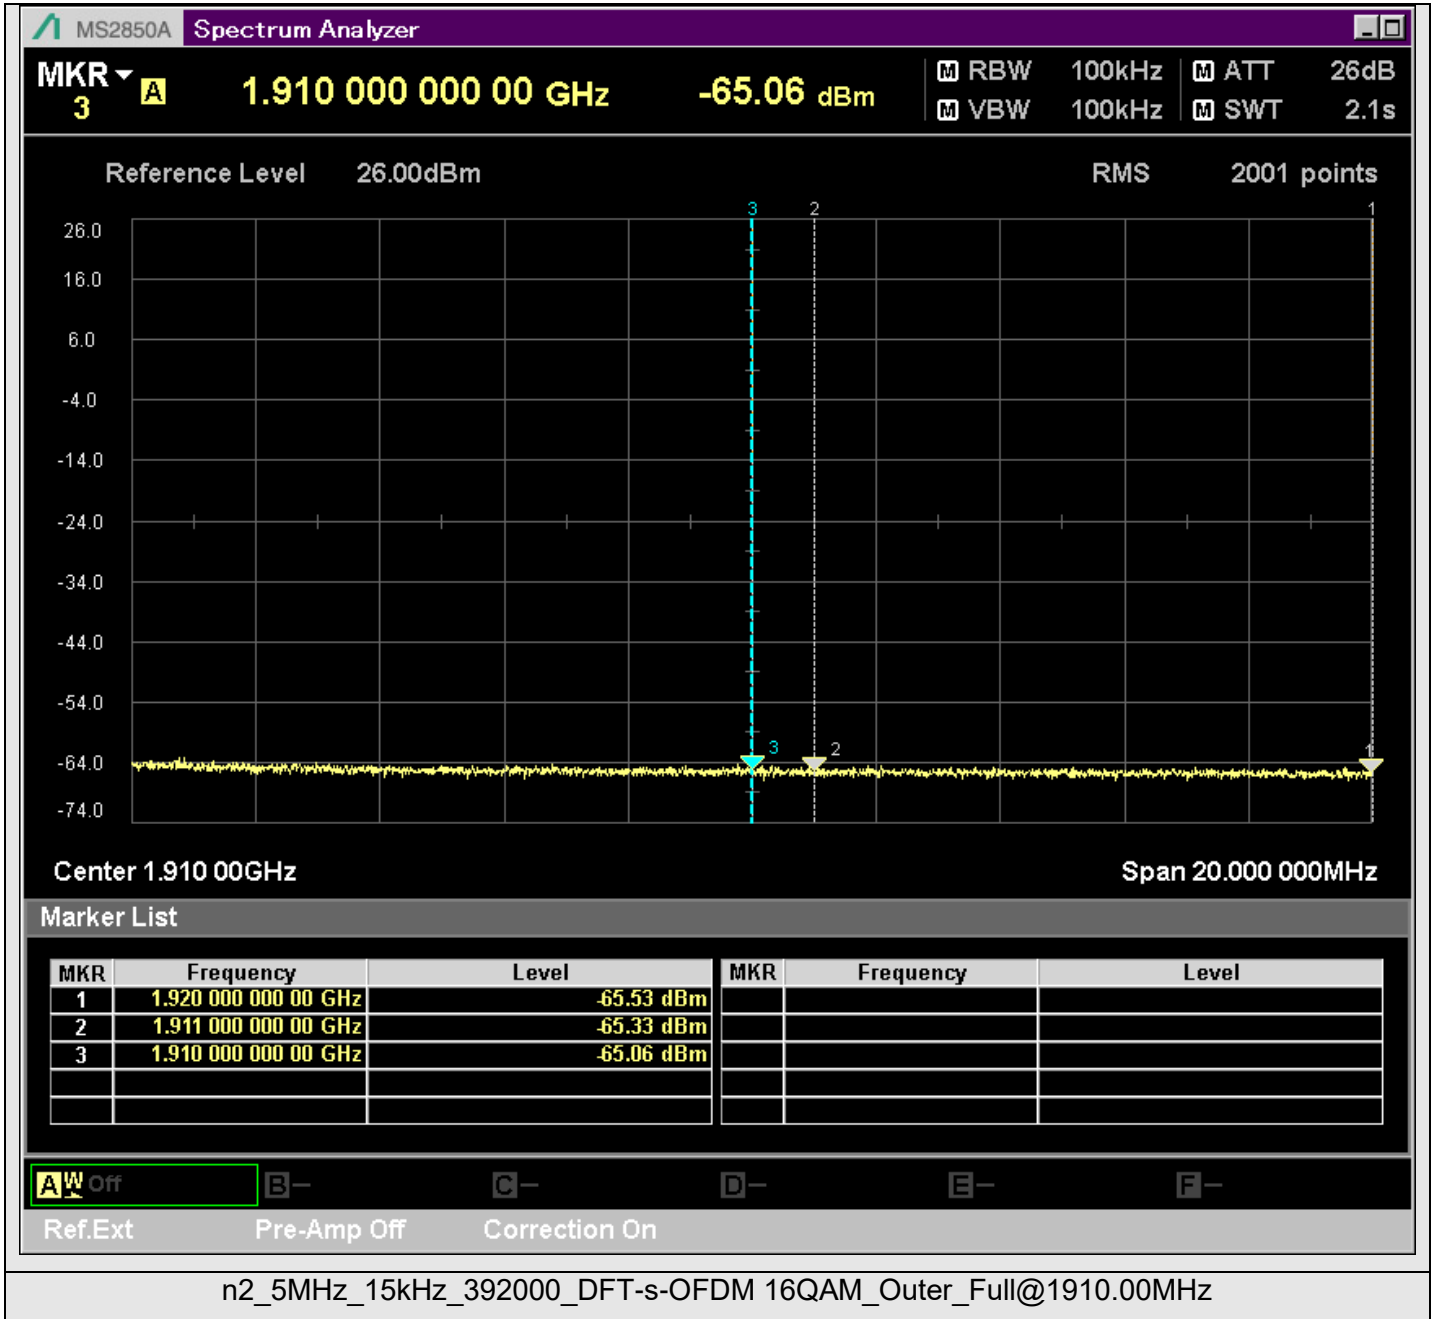 MS2850A Spectrum Analyzer
MKR A 1.910 000 000 00 GHz -65.06 dBm M RBW 100kHz M ATT 26dB
3 M VBW 100kHz M SWT 2.1s
Reference Level 26.00dBm RMS 2001 points
3 2 1
26.0
16.0
6.0
-4.0
-14.0
-24.0
-34.0
-44.0
-54.0
3 2 1
-64.0
-74.0
Center 1.910 00GHz Span 20.000 000MHz
Marker List
MKR Frequency Level MKR Frequency Level
1 1.920 000 000 00 GHz -65.53 dBm
2 1.911 000 000 00 GHz -65.33 dBm
3 1.910 000 000 00 GHz -65.06 dBm
A W Off B — C — D — E — F —
Ref.Ext Pre-Amp Off Correction On
n2_5MHz_15kHz_392000_DFT-s-OFDM 16QAM_Outer_Full@1910.00MHz